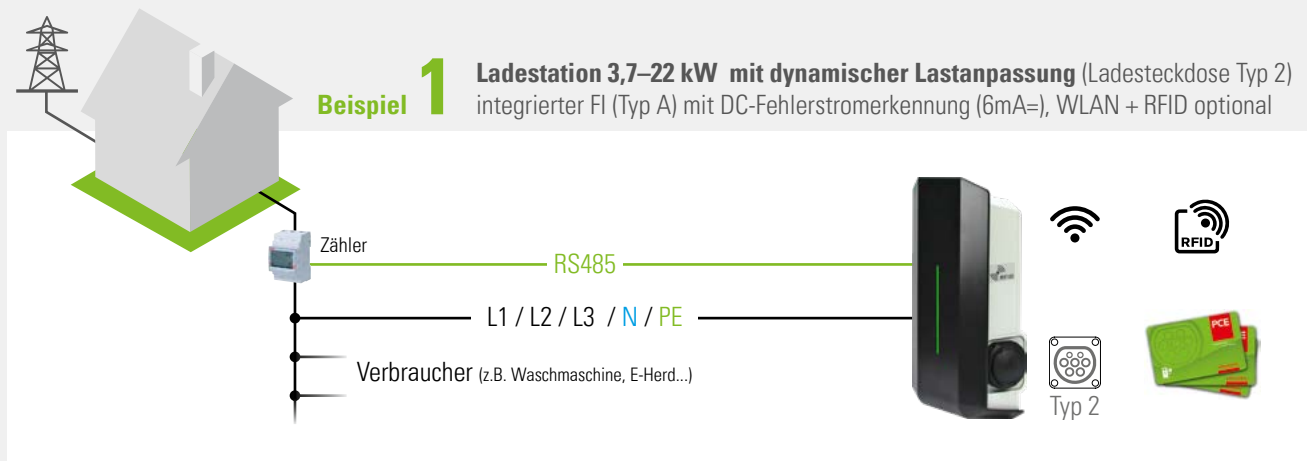 Beispiel 1
Ladestation 3,7–22 kW mit dynamischer Lastanpassung (Ladesteckdose Typ 2)
integrierter FI (Typ A) mit DC-Fehlerstromerkennung (6mA=), WLAN + RFID optional
Zähler
RS485
RFID
L1 / L2 / L3 / N / PE
Verbraucher (z.B. Waschmaschine, E-Herd...)
Typ 2
PCE